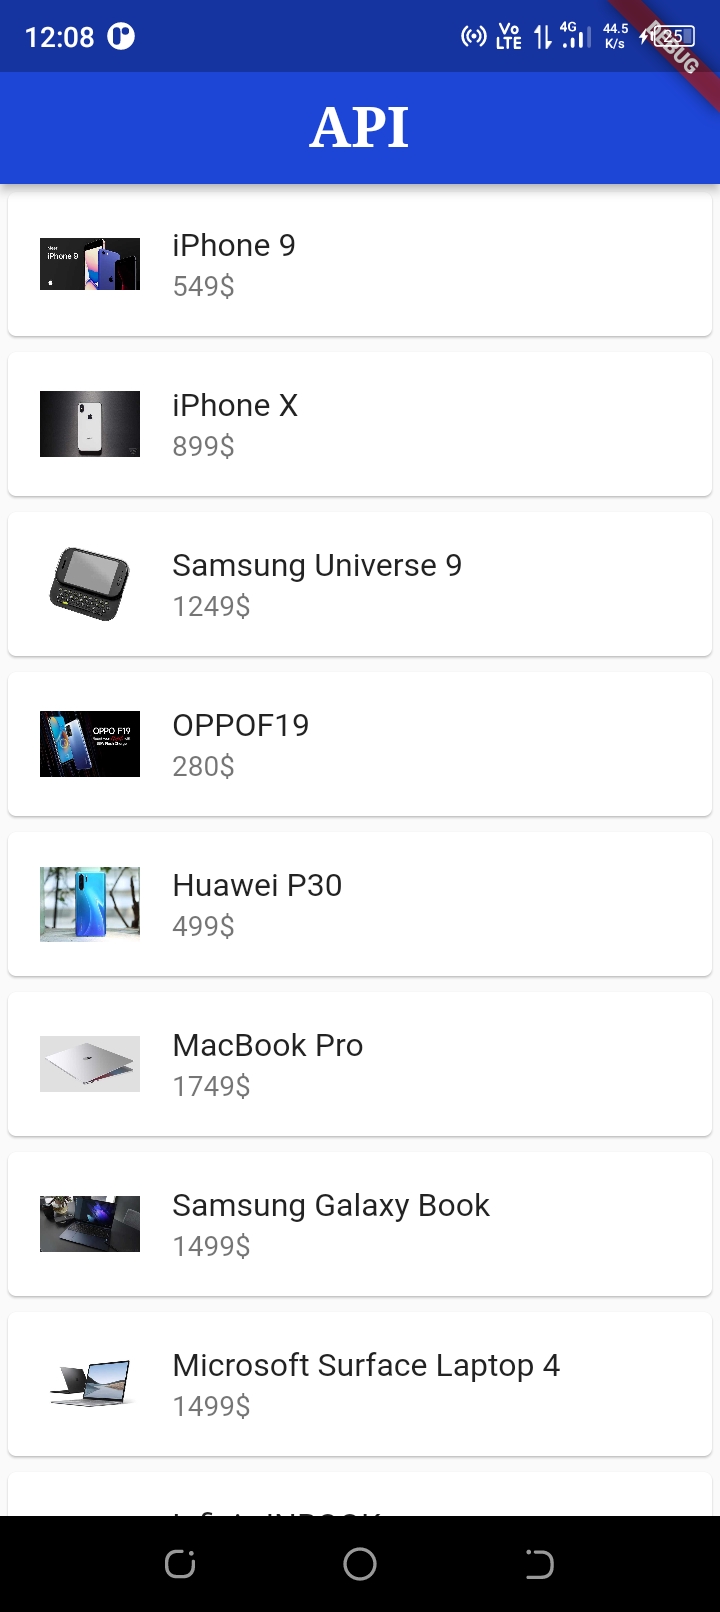 12:08
Vo
LTE
4G
44.5
K/s
25
DEBUG
API
iPhone 9
iPhone 9
549$
iPhone X
899$
Samsung Universe 9
1249$
OPPO F19
OPPOF19
280$
Huawei P30
499$
MacBook Pro
1749$
Samsung Galaxy Book
1499$
Microsoft Surface Laptop 4
1499$